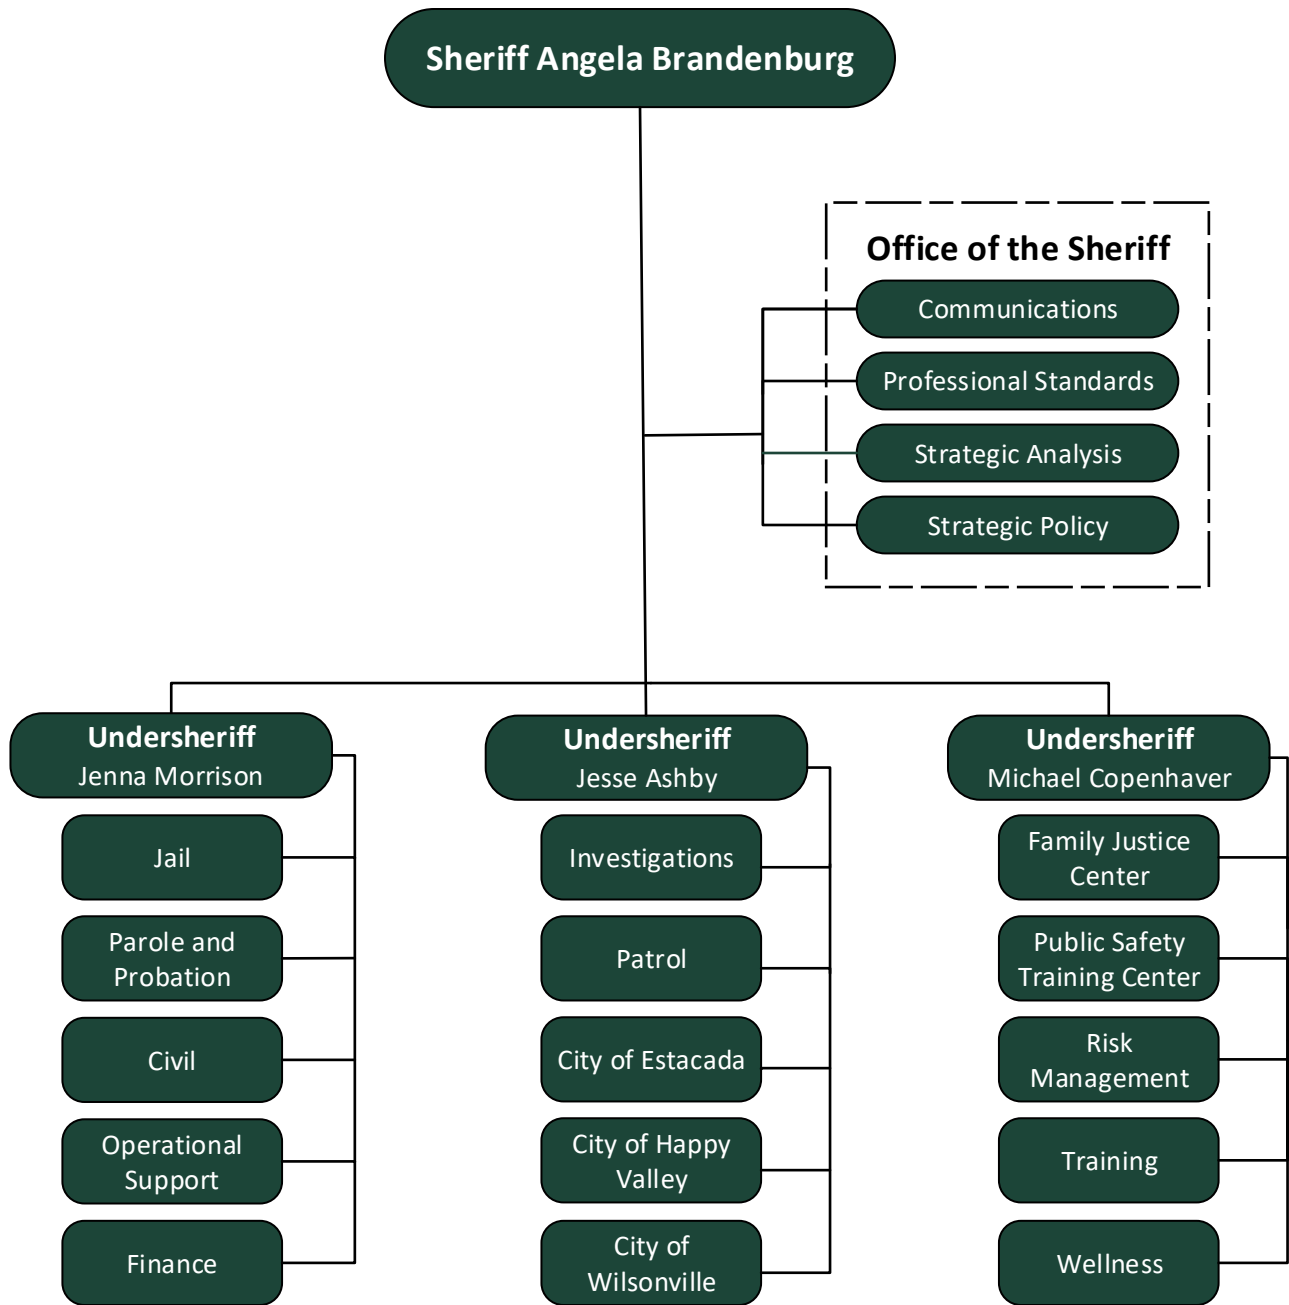 Sheriff Angela Brandenburg
Office of the Sheriff
Communications
Professional Standards
Strategic Analysis
Strategic Policy
Undersheriff
Jenna Morrison
Jail
Parole and
Probation
Civil
Operational
Support
Finance
Undersheriff
Jesse Ashby
Investigations
Patrol
City of Estacada
City of Happy
Valley
City of
Wilsonville
Undersheriff
Michael Copenhaver
Family Justice
Center
Public Safety
Training Center
Risk
Management
Training
Wellness